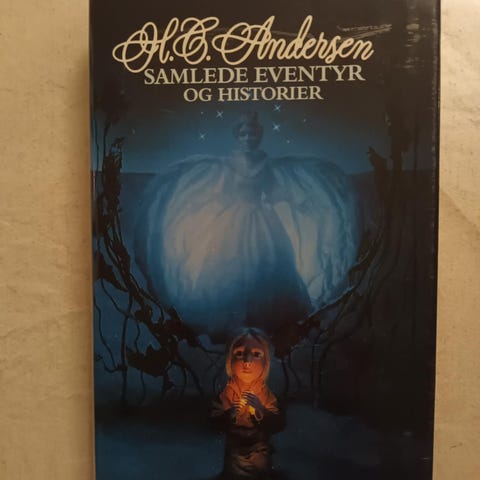 H.C. Andersen
SAMLEDE EVENTYR
OG HISTORIER